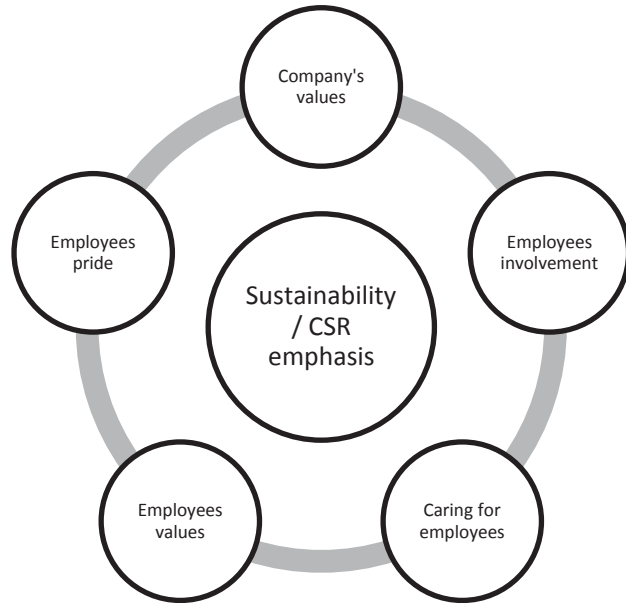 Company's
values
Employees
involvement
Caring for
employees
Employees
values
Employees
pride
Sustainability
/ CSR
emphasis